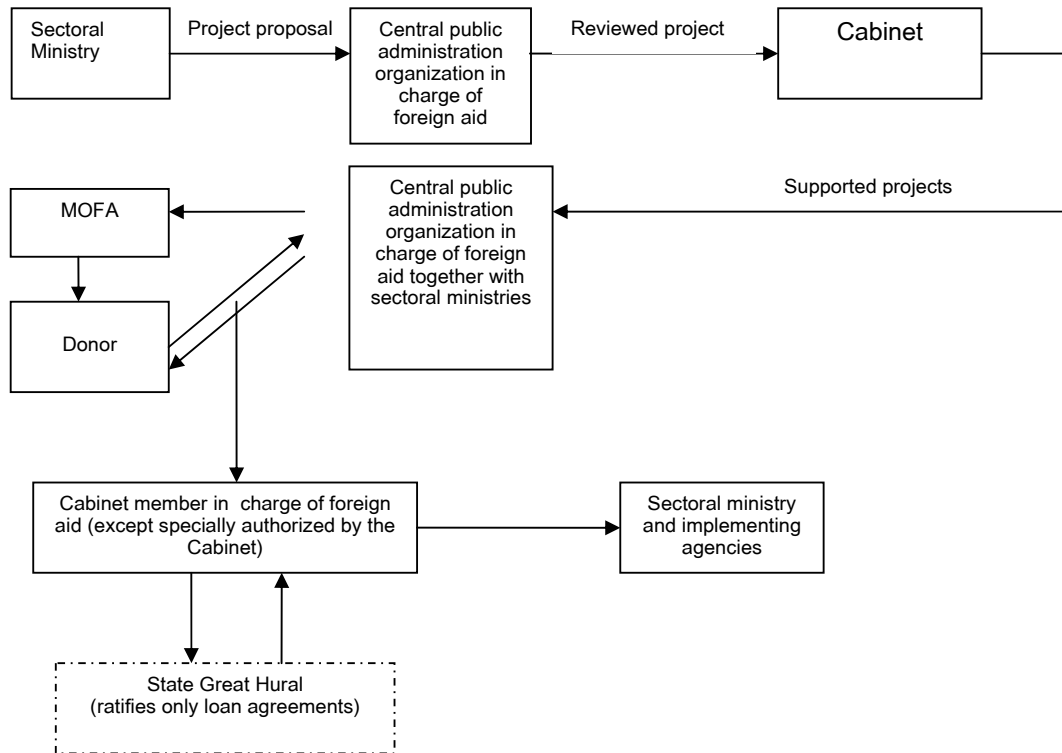 Sectoral
Ministry
Project proposal
Central public
administration
organization in
charge of
foreign aid
Reviewed project
Cabinet
MOFA
Central public
administration
organization in
charge of foreign
aid together with
sectoral ministries
Supported projects
Donor
Cabinet member in  charge of foreign
aid (except specially authorized by the
Cabinet)
Sectoral ministry
and implementing
agencies
State Great Hural
(ratifies only loan agreements)